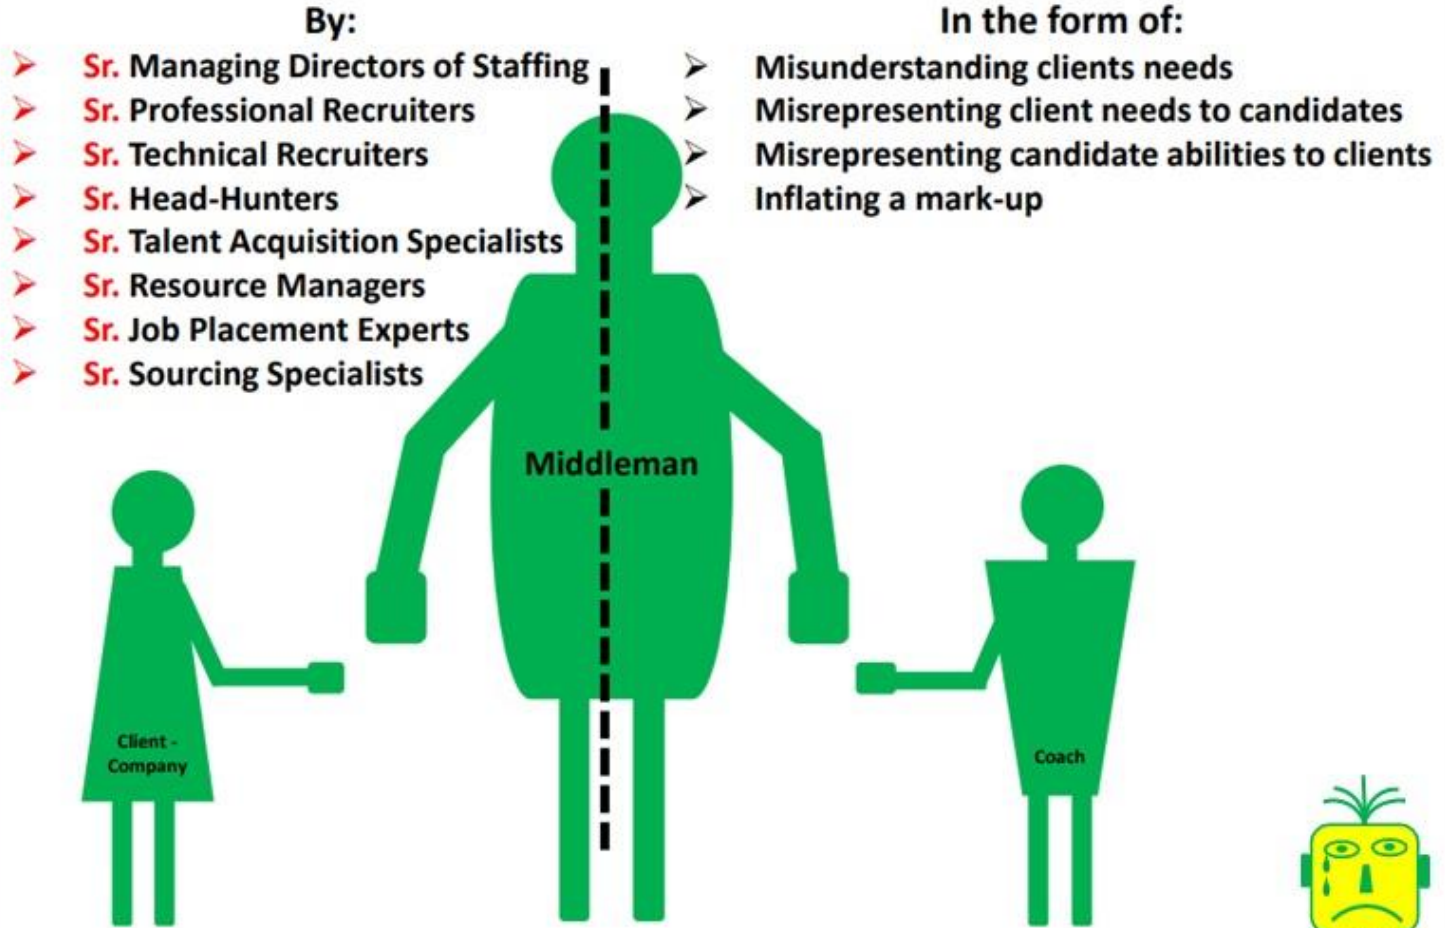 By:
Sr. Managing Directors of Staffing
Sr. Professional Recruiters
Sr. Technical Recruiters
Sr. Head-Hunters
Sr. Talent Acquisition Specialists
Sr. Resource Managers
Sr. Job Placement Experts
Sr. Sourcing Specialists
In the form of:
Misunderstanding clients needs
Misrepresenting client needs to candidates
Misrepresenting candidate abilities to clients
Inflating a mark-up
Middleman
Client -
Company
Coach